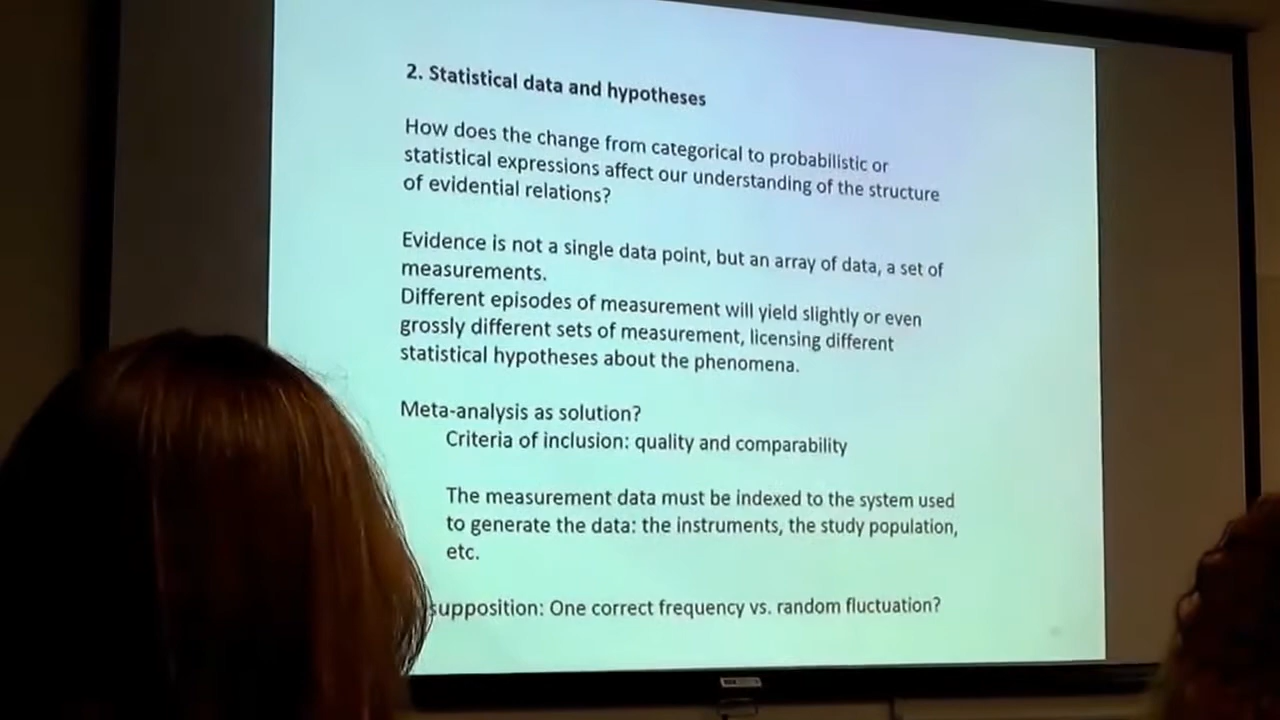 2. Statistical data and hypotheses
How does the change from categorical to probabilistic or
statistical expressions affect our understanding of the structure
of evidential relations?
Evidence is not a single data point, but an array of data, a set of
measurements.
Different episodes of measurement will yield slightly or even
grossly different sets of measurement, licensing different
statistical hypotheses about the phenomena.
Meta-analysis as solution?
Criteria of inclusion: quality and comparability
The measurement data must be indexed to the system used
to generate the data: the instruments, the study population,
etc.
supposition: One correct frequency vs. random fluctuation?